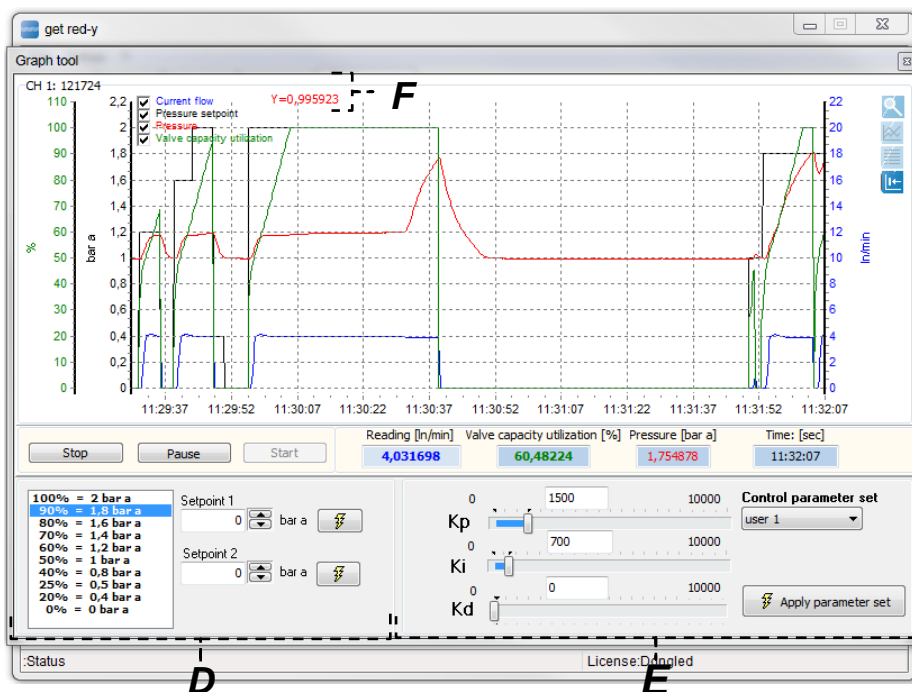 get red-y
Graph tool
CH 1: 121724
F
Y=0,995923
Current flow
Pressure setpoint
Pressure
Valve capacity utilization
110
100
90
80
70
60
50
40
30
20
10
0
%
2,2
2
1,8
1,6
1,4
1,2
1
0,8
0,6
0,4
0,2
0
bar a
22
20
18
16
14
12
10
8
6
4
2
0
ln/min
11:29:37 11:29:52 11:30:07 11:30:22 11:30:37 11:30:52 11:31:07 11:31:22 11:31:37 11:31:52 11:32:07
Stop Pause Start
Reading [ln/min] Valve capacity utilization [%] Pressure [bar a] Time: [sec]
4,031698 60,48224 1,754878 11:32:07
100% = 2 bar a
90% = 1,8 bar a
80% = 1,6 bar a
70% = 1,4 bar a
60% = 1,2 bar a
50% = 1 bar a
40% = 0,8 bar a
25% = 0,5 bar a
20% = 0,4 bar a
0% = 0 bar a
Setpoint 1
0 bar a
Setpoint 2
0 bar a
0 1500 10000
Kp
0 700 10000
Ki
0 0 10000
Kd
Control parameter set
user 1
Apply parameter set
:Status
License:Dongled
D
E